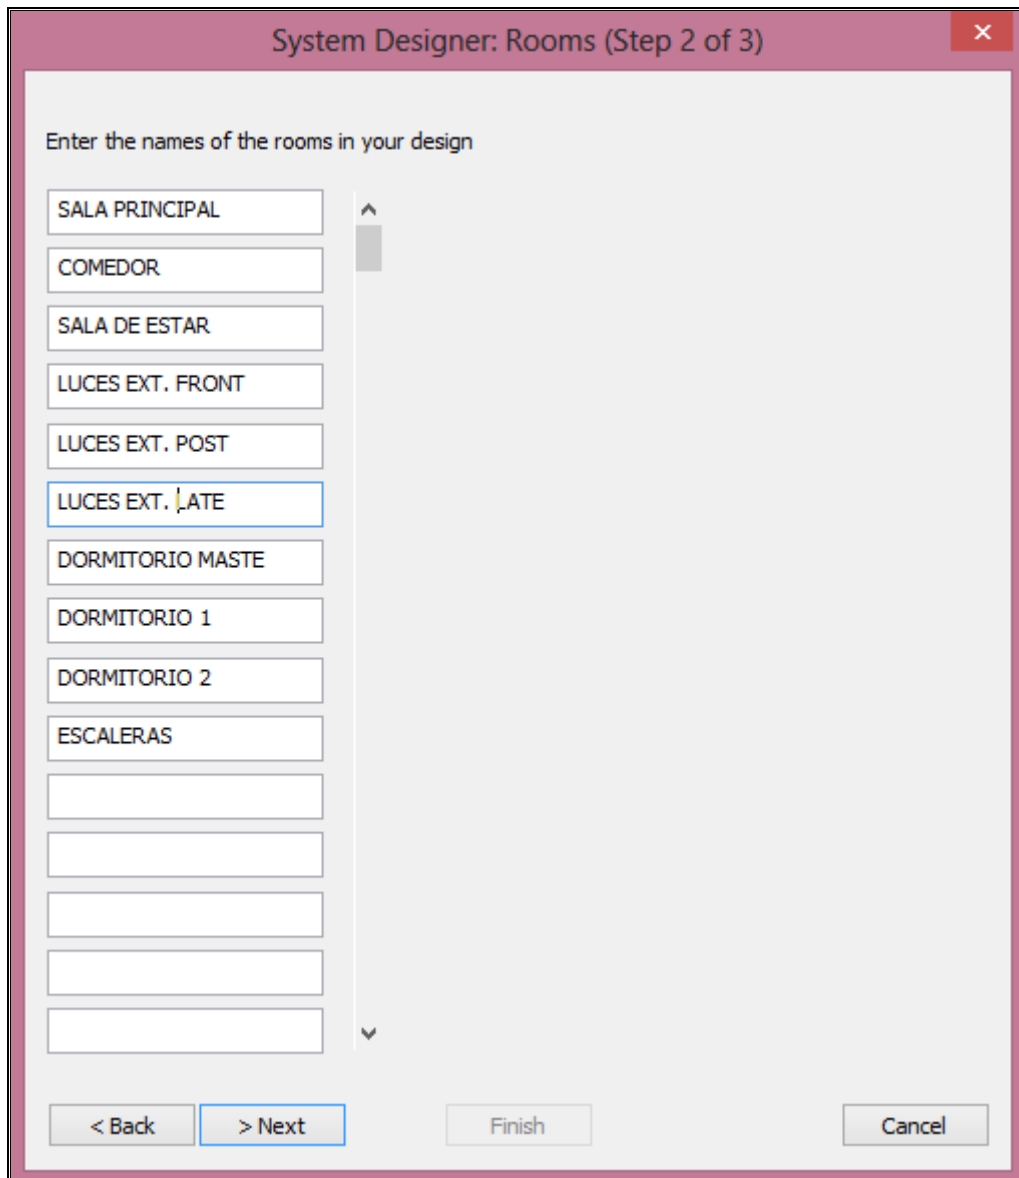 System Designer: Rooms (Step 2 of 3)
Enter the names of the rooms in your design
SALA PRINCIPAL
COMEDOR
SALA DE ESTAR
LUCES EXT. FRONT
LUCES EXT. POST
LUCES EXT. LATE
DORMITORIO MASTE
DORMITORIO 1
DORMITORIO 2
ESCALERAS
< Back > Next Finish Cancel